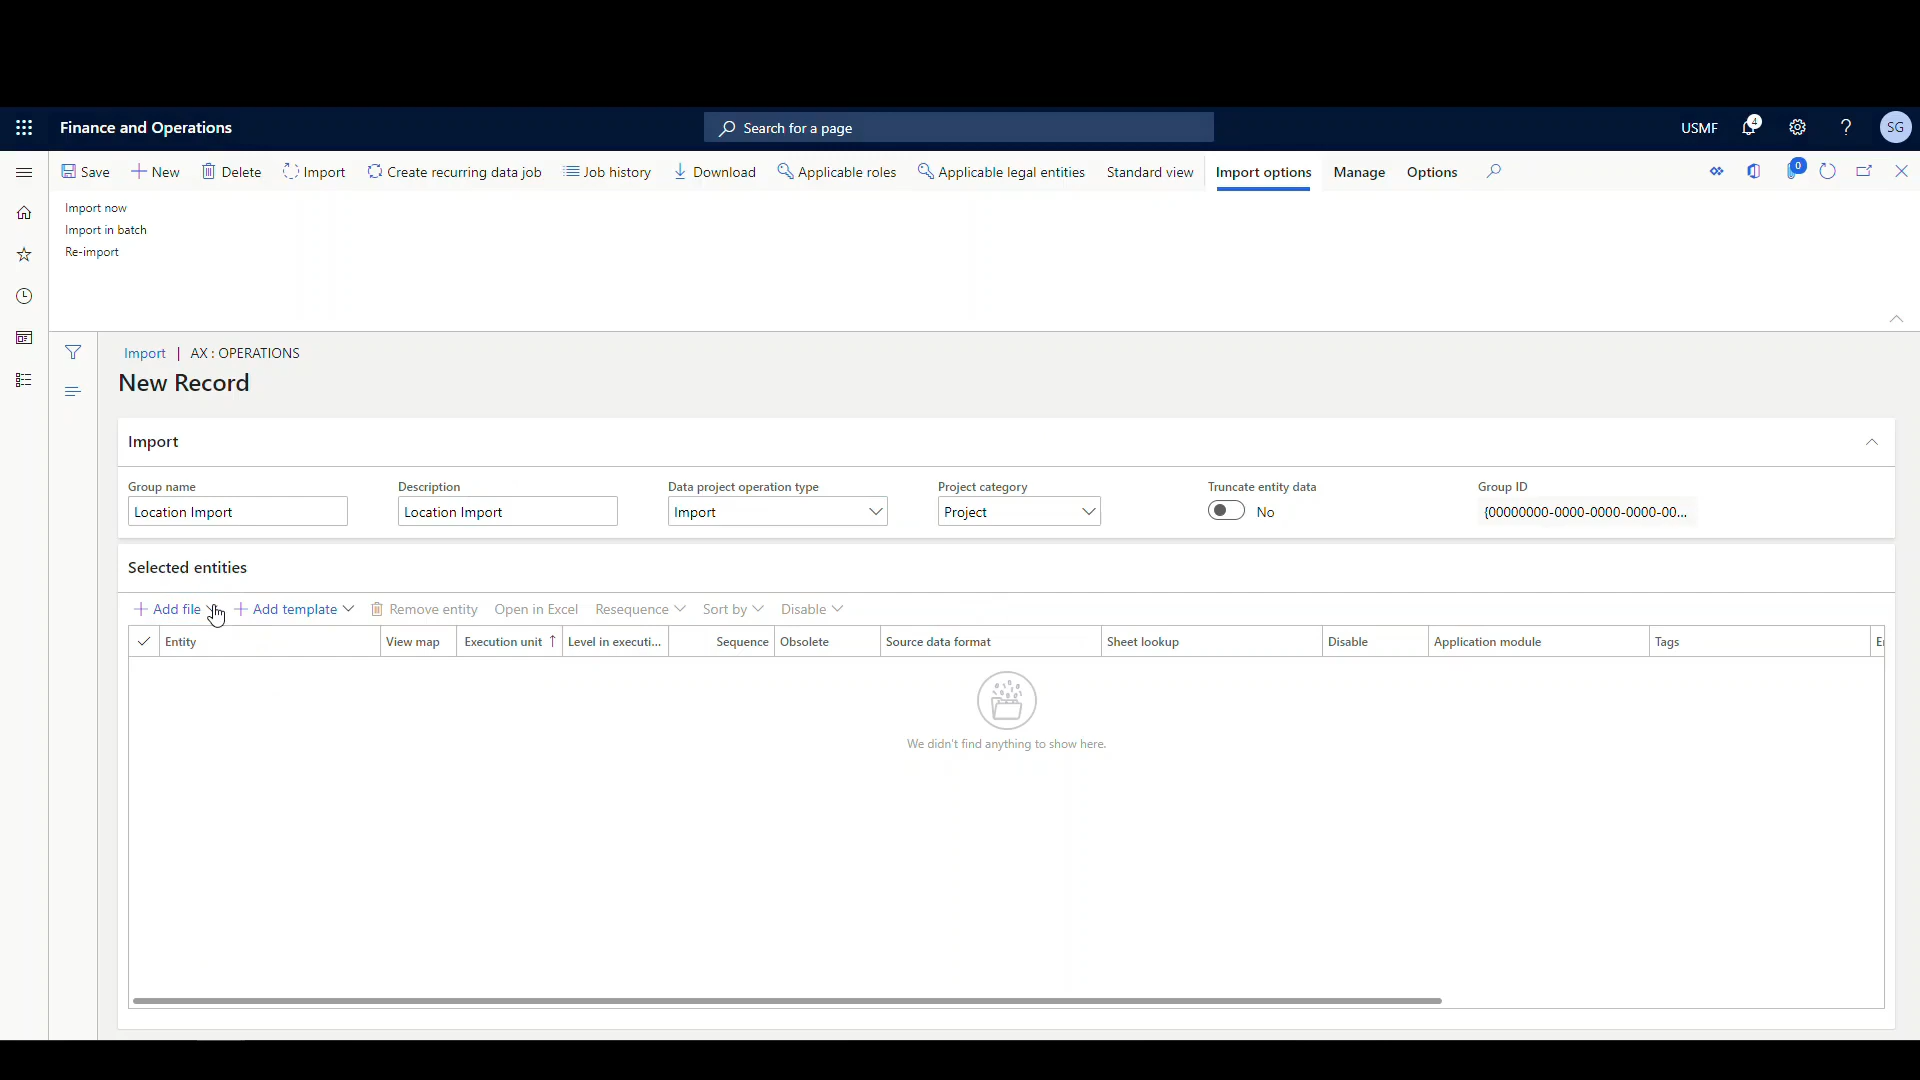 Finance and Operations
Search for a page
USMF
4
SG
Save
New
Delete
Import
Create recurring data job
Job history
Download
Applicable roles
Applicable legal entities
Standard view
Import options
Manage
Options
0
Import now
Import in batch
Re-import
Import | AX : OPERATIONS
New Record
Import
Group name
Description
Data project operation type
Project category
Truncate entity data
Group ID
Location Import
Location Import
Import
Project
No
{00000000-0000-0000-0000-00...
Selected entities
Add file
Add template
Remove entity
Open in Excel
Resequence
Sort by
Disable
Entity
View map
Execution unit
Level in executi...
Sequence
Obsolete
Source data format
Sheet lookup
Disable
Application module
Tags
We didn't find anything to show here.